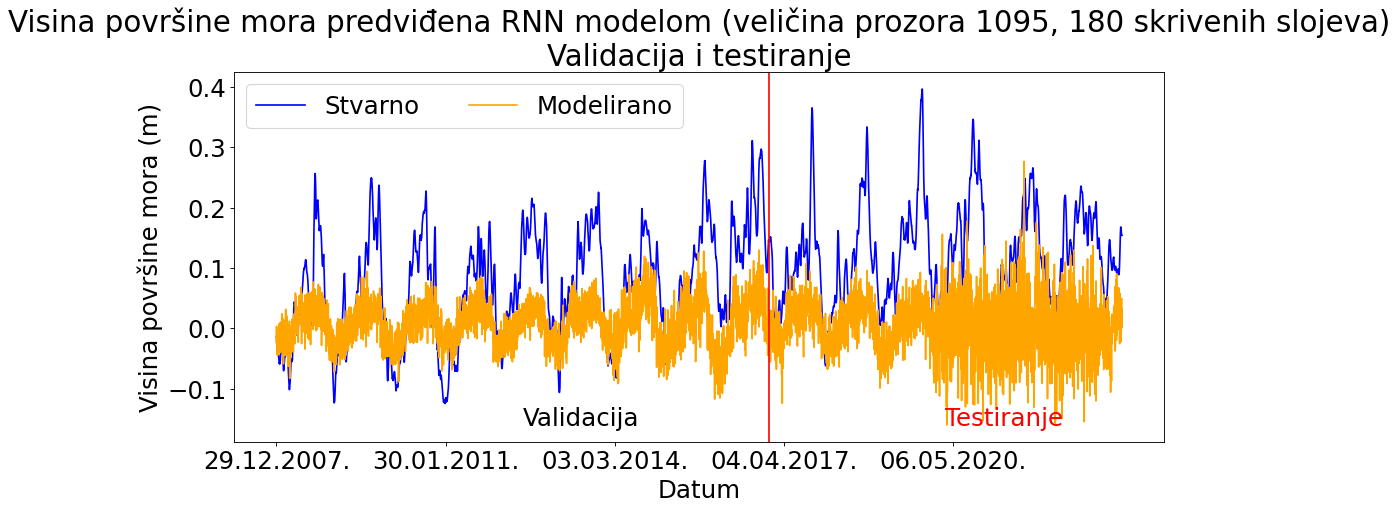 Visina površine mora predviđena RNN modelom (veličina prozora 1095, 180 skrivenih slojeva)
Validacija i testiranje
Stvarno
Modelirano
Visina površine mora (m)
0.4
0.3
0.2
0.1
0.0
−0.1
Validacija
Testiranje
29.12.2007.
30.01.2011.
03.03.2014.
04.04.2017.
06.05.2020.
Datum